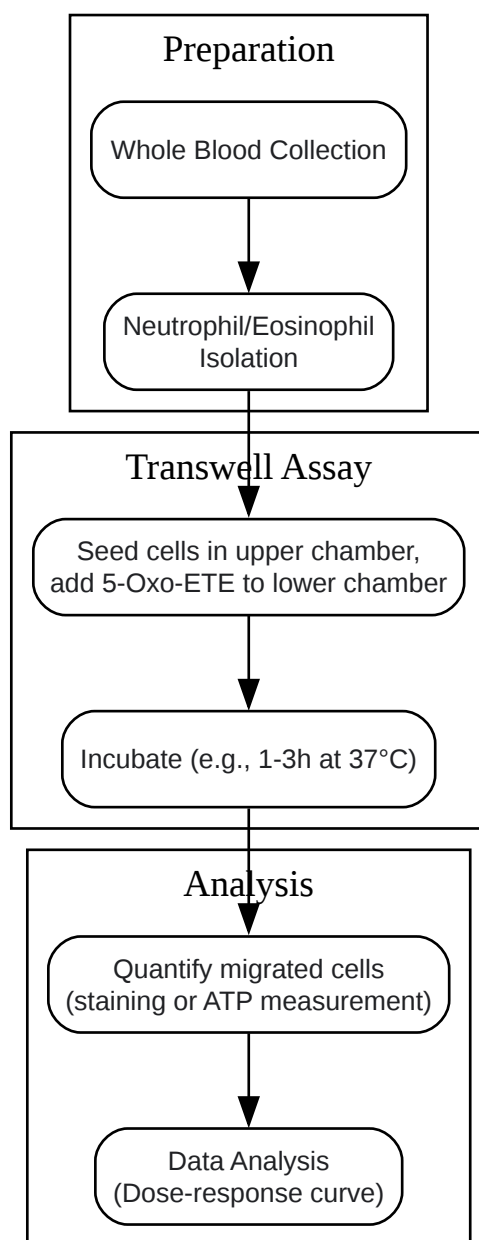 Preparation
Whole Blood Collection
Neutrophil/Eosinophil
Isolation
Transwell Assay
Seed cells in upper chamber,
add 5-Oxo-ETE to lower chamber
Incubate (e.g., 1-3h at 37°C)
Analysis
Quantify migrated cells
(staining or ATP measurement)
Data Analysis
(Dose-response curve)